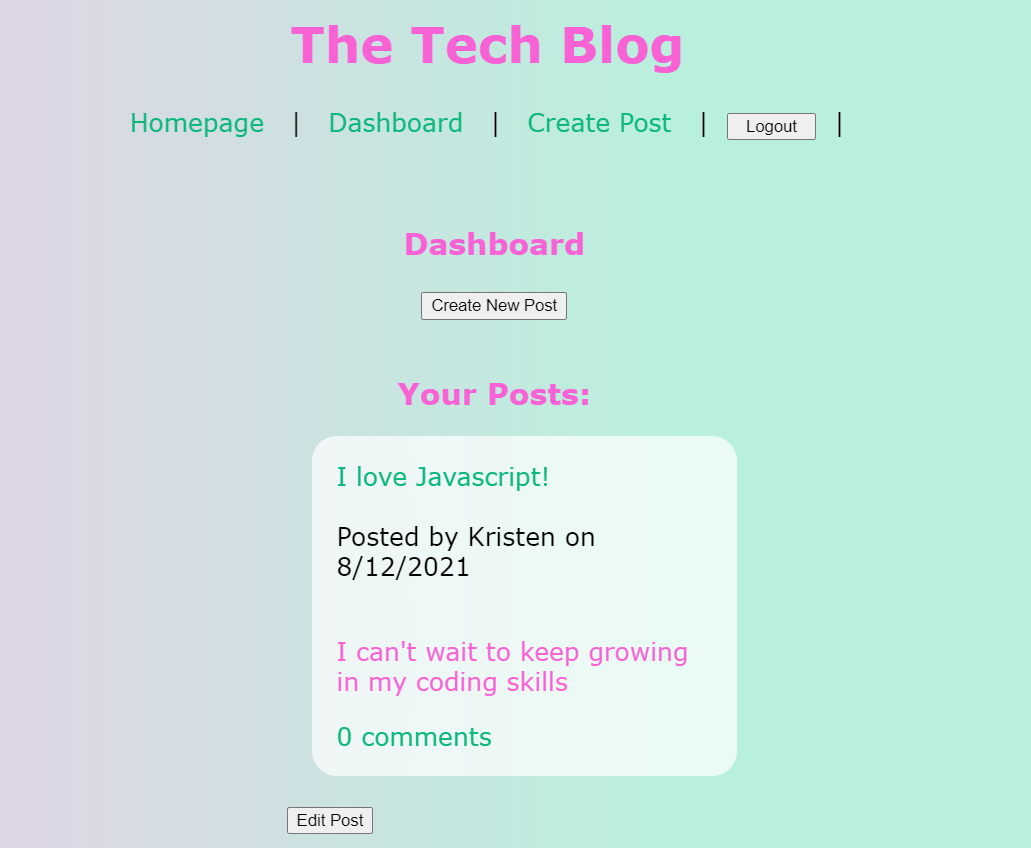 The Tech Blog
Homepage | Dashboard | Create Post | Logout |
Dashboard
Create New Post
Your Posts:
I love Javascript!
Posted by Kristen on
8/12/2021
I can't wait to keep growing
in my coding skills
0 comments
Edit Post